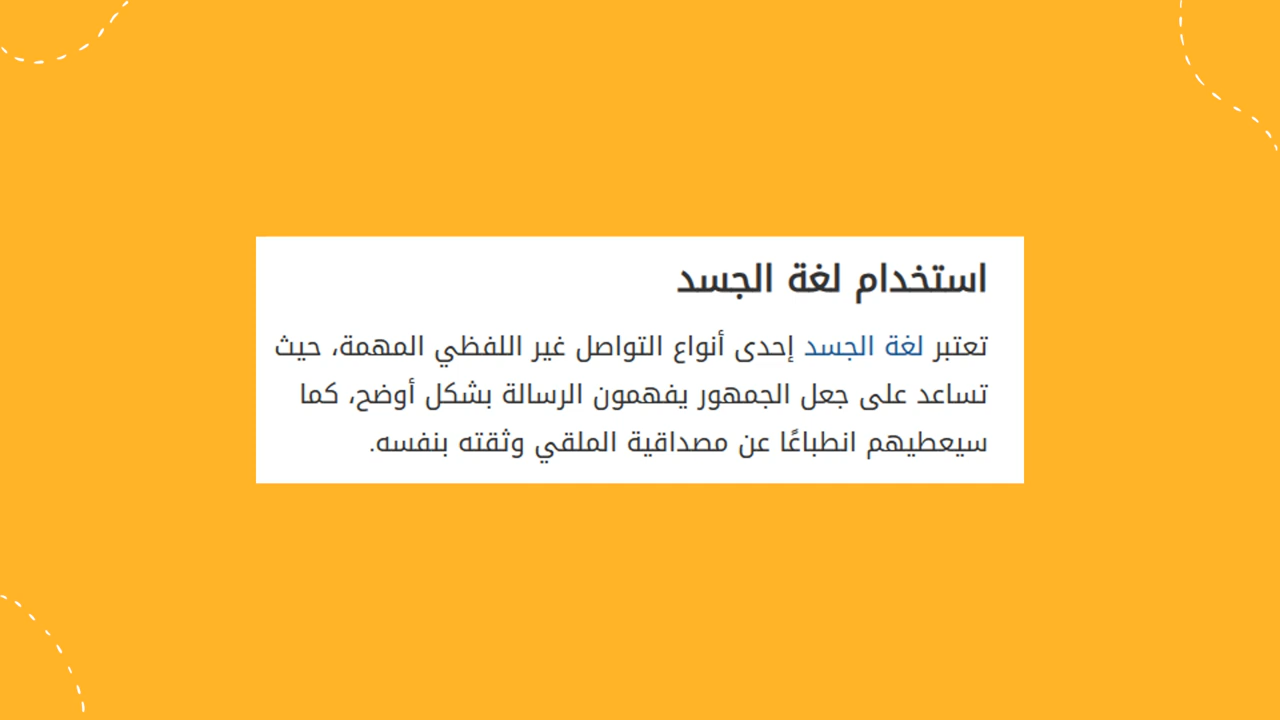 استخدام لغة الجسد
تعتبر لغة الجسد إحدى أنواع التواصل غير اللفظي المهمة، حيث
تساعد على جعل الجمهور يفهمون الرسالة بشكل أوضح، كما
سيعطيهم انطباعًا عن مصداقية الملقي وثقته بنفسه.